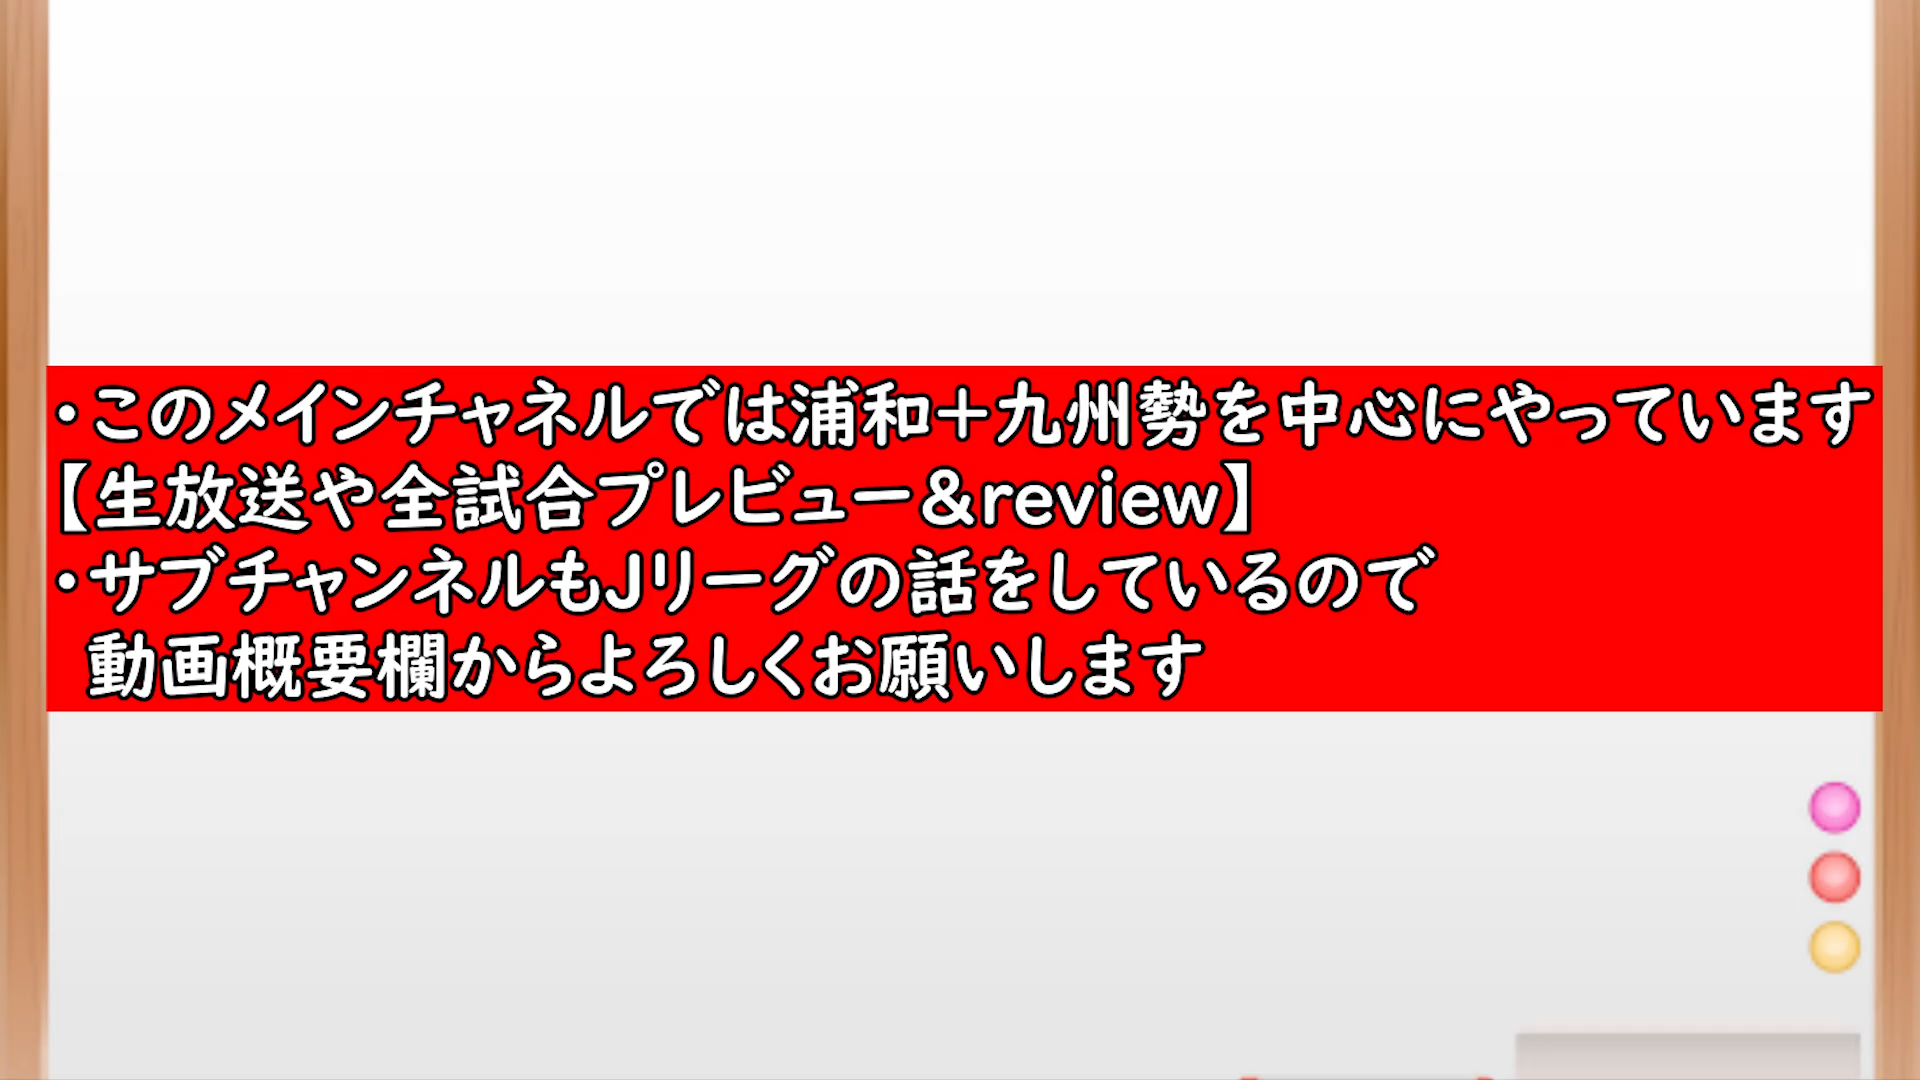 ・このメインチャネルでは浦和＋九州勢を中心にやっています
【生放送や全試合プレビュー＆review】
・サブチャンネルもJリーグの話をしているので
動画概要欄からよろしくお願いします